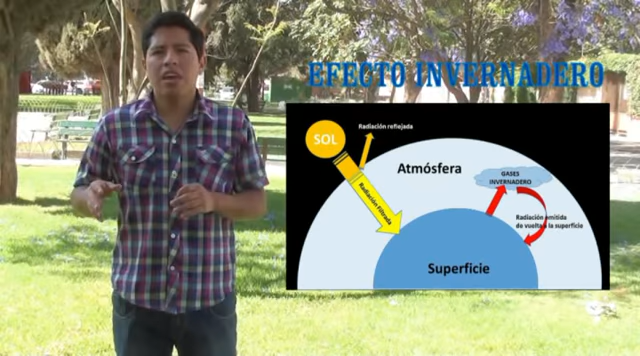 EFECTO INVERNADERO
SOL
Radiación reflejada
Atmósfera
Radiación Filtrada
GASES
INVERNADERO
Radiación emitida
de vuelta a la superficie
Superficie